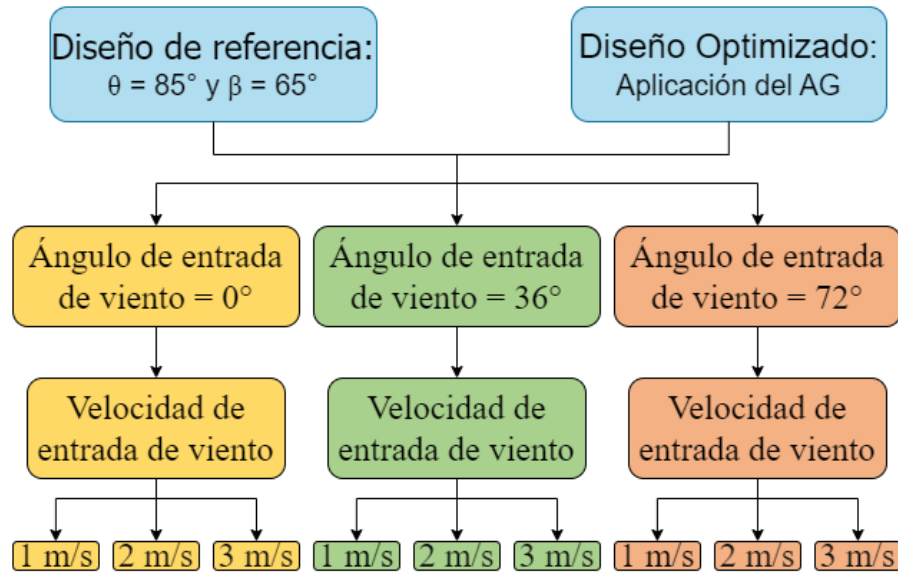 Diseño de referencia:
θ = 85° y β = 65°
Diseño Optimizado:
Aplicación del AG
Ángulo de entrada
de viento = 0°
Ángulo de entrada
de viento = 36°
Ángulo de entrada
de viento = 72°
Velocidad de
entrada de viento
Velocidad de
entrada de viento
Velocidad de
entrada de viento
1 m/s
2 m/s
3 m/s
1 m/s
2 m/s
3 m/s
1 m/s
2 m/s
3 m/s